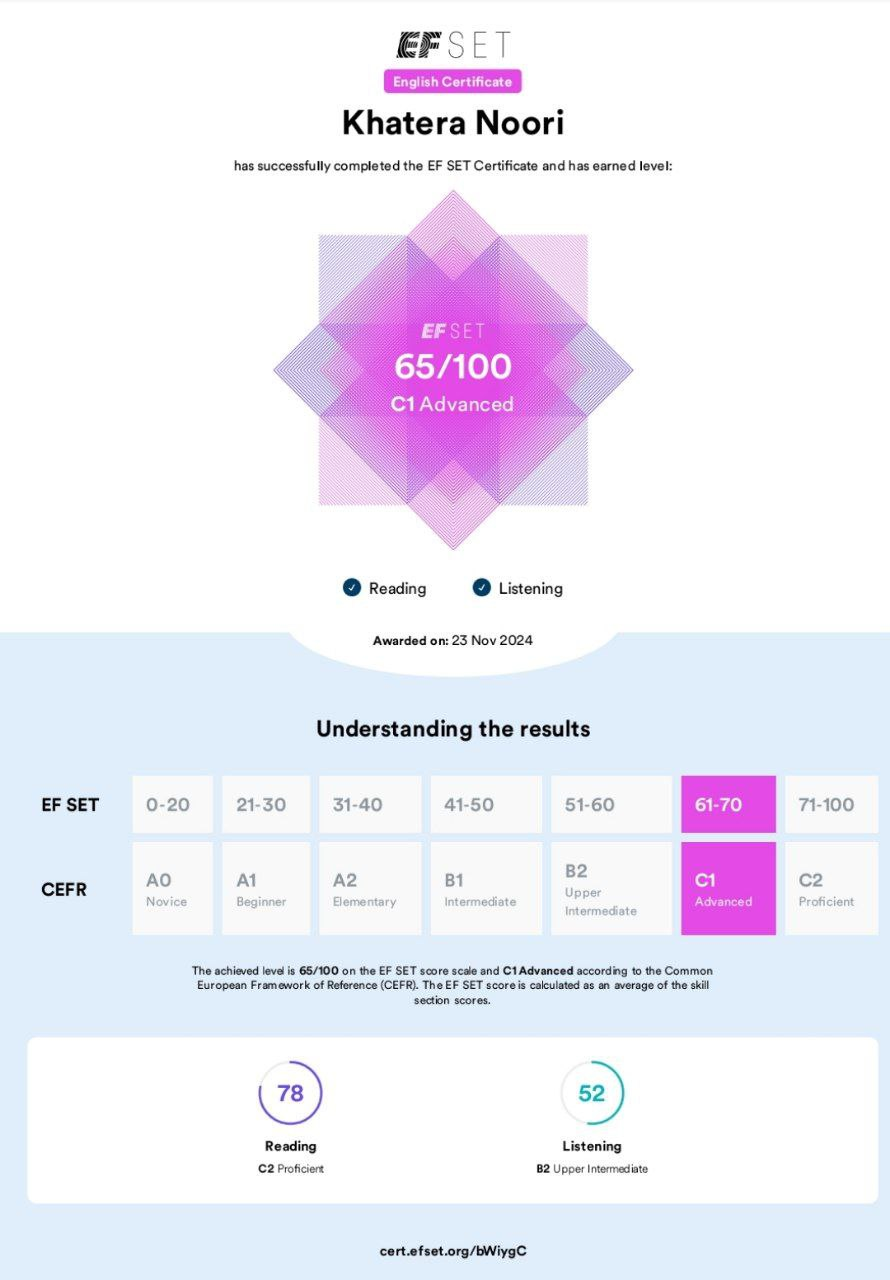 EF SET
English Certificate
Khatera Noori
has successfully completed the EF SET Certificate and has earned level:
EF SET
65/100
C1 Advanced
Reading Listening
Awarded on: 23 Nov 2024
Understanding the results
EF SET 0-20 21-30 31-40 41-50 51-60 61-70 71-100
CEFR
A0
Novice
A1
Beginner
A2
Elementary
B1
Intermediate
B2
Upper
Intermediate
C1
Advanced
C2
Proficient
The achieved level is 65/100 on the EF SET score scale and C1 Advanced according to the Common
European Framework of Reference (CEFR). The EF SET score is calculated as an average of the skill
section scores.
78
Reading
C2 Proficient
52
Listening
B2 Upper Intermediate
cert.efset.org/bWiygC